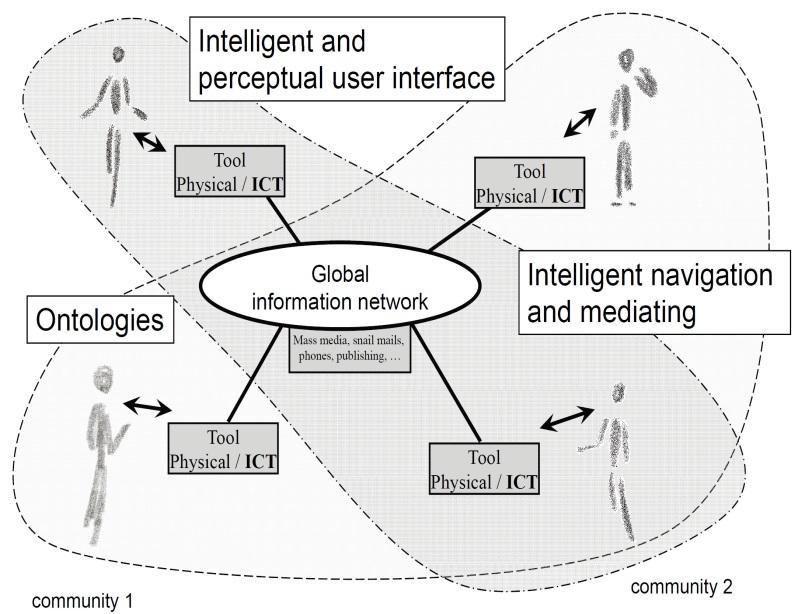 Intelligent and
perceptual user interface
Tool
Physical / ICT
Tool
Physical / ICT
Global
information network
Mass media, snail mails,
phones, publishing, …
Intelligent navigation
and mediating
Ontologies
Tool
Physical / ICT
Tool
Physical / ICT
community 1
community 2